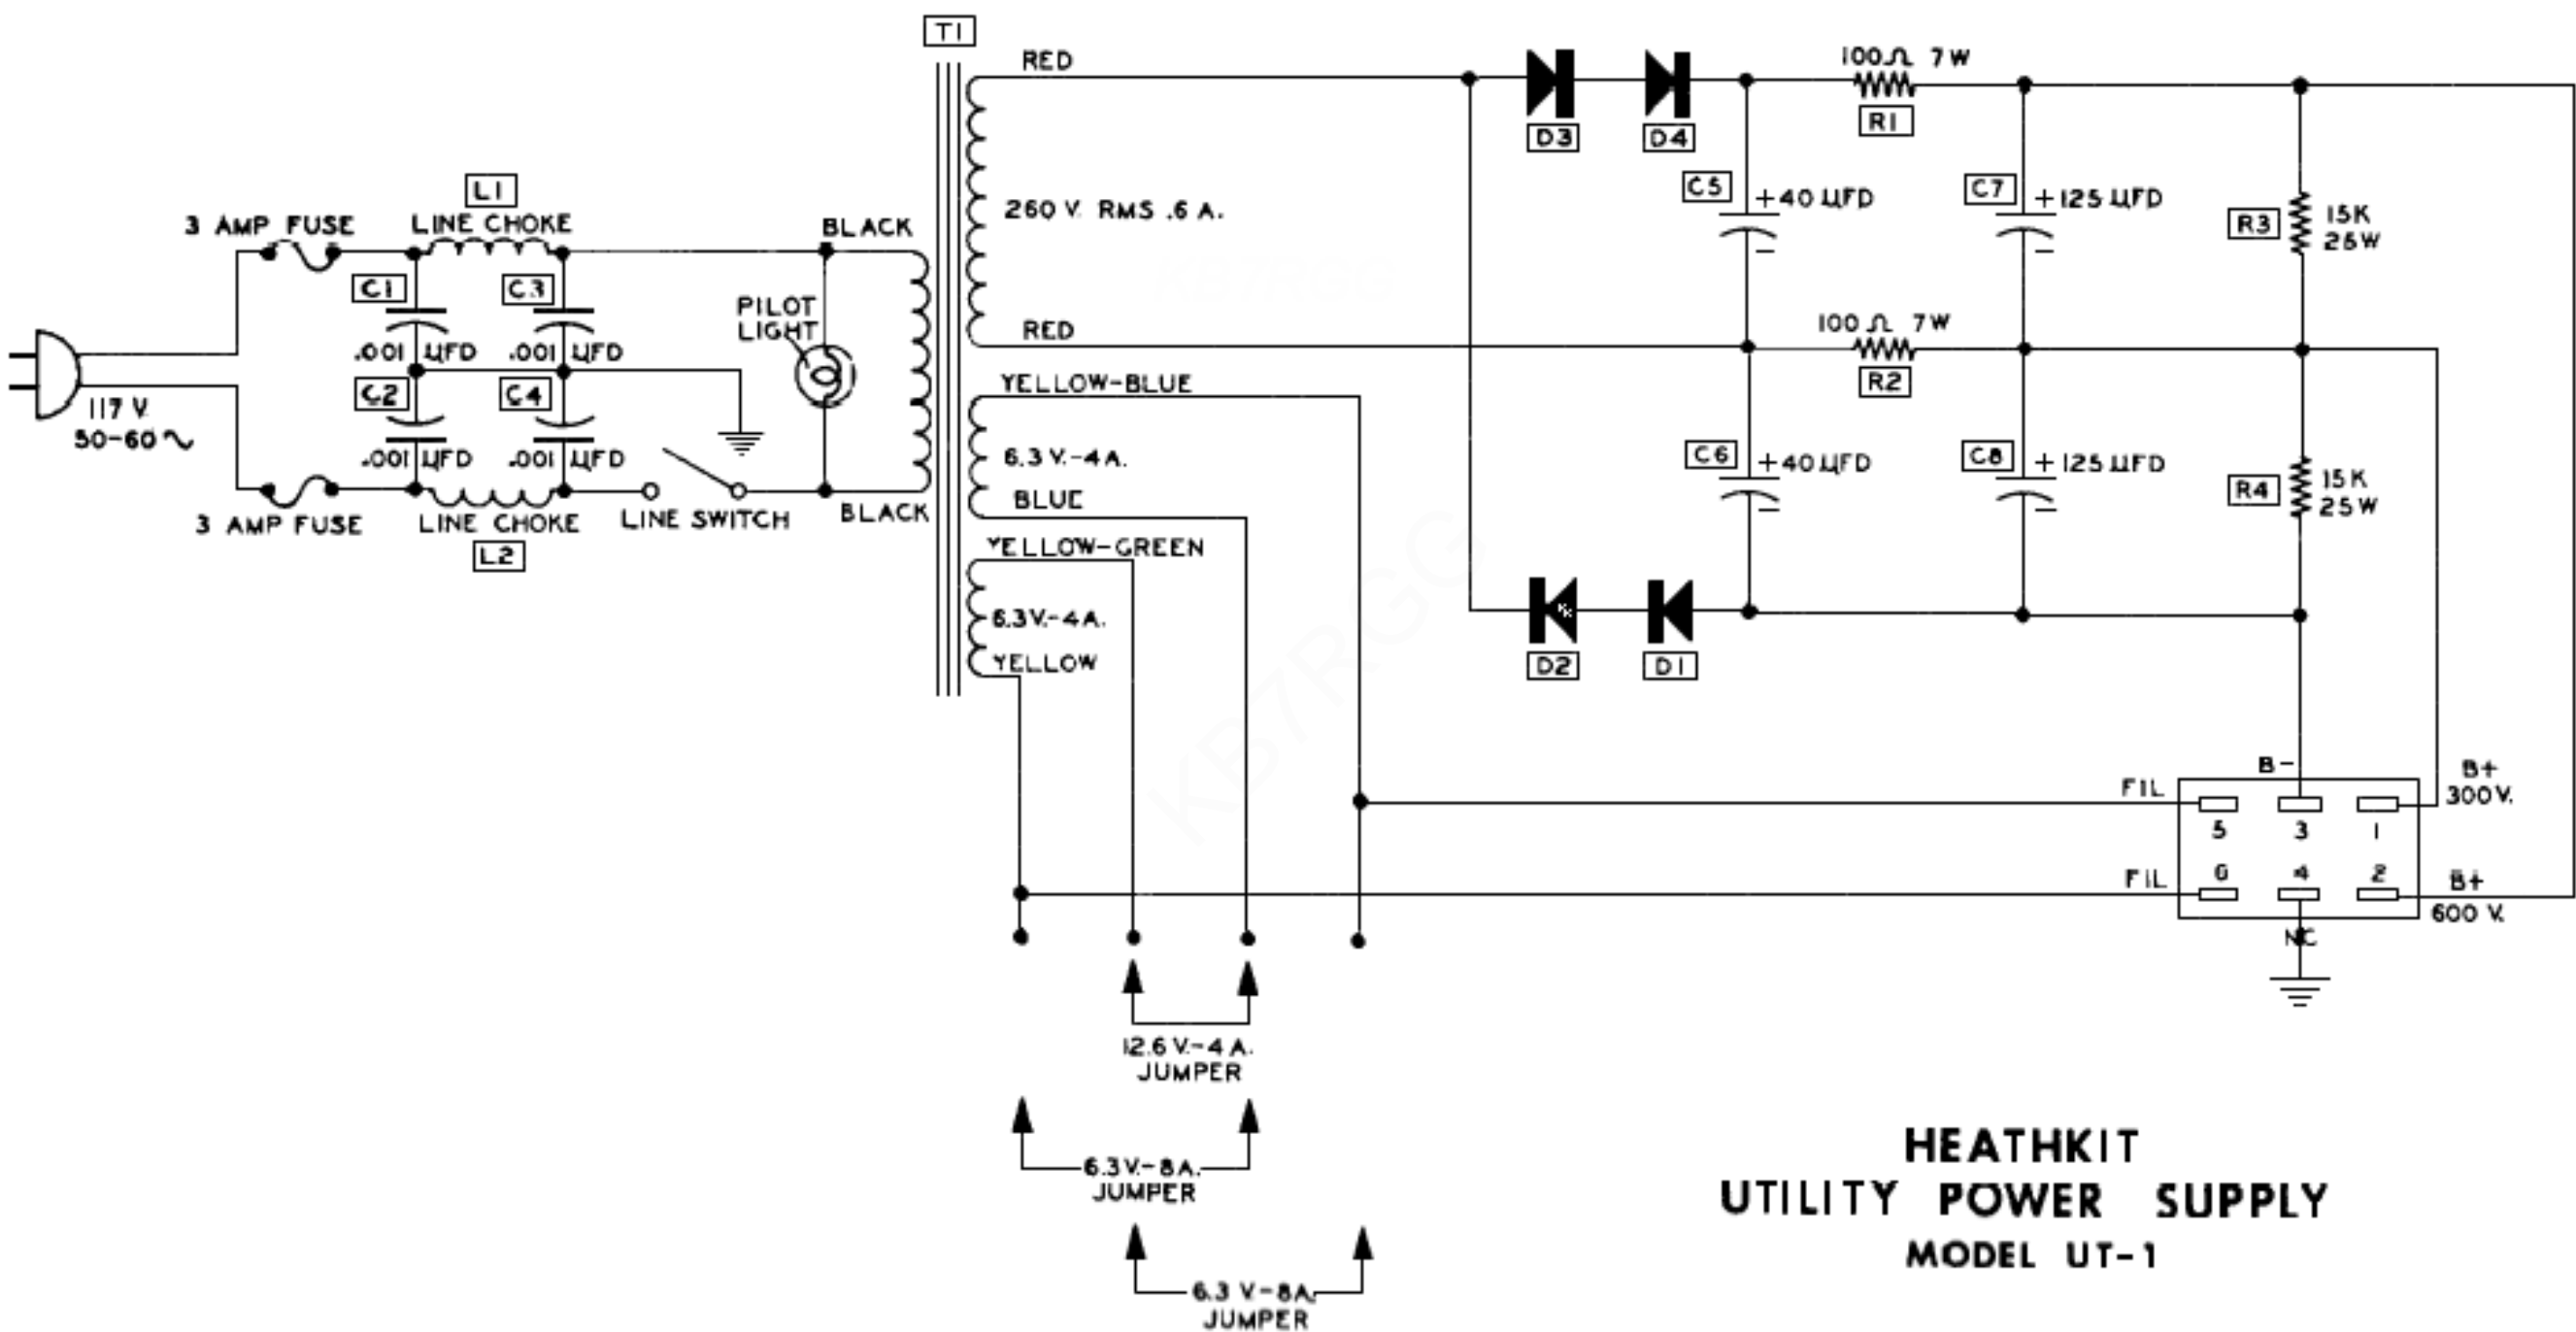 T1
RED
260 V. RMS .6 A.
RED
YELLOW-BLUE
6.3 V.-4A.
BLUE
YELLOW-GREEN
6.3V.-4A.
YELLOW
L1
3 AMP FUSE
LINE CHOKE
BLACK
C1
C3
.001 µFD
.001 µFD
PILOT
LIGHT
C2
C4
117 V.
50-60 ~
.001 µFD
.001 µFD
3 AMP FUSE
LINE CHOKE
LINE SWITCH
BLACK
L2
D3
D4
100Ω 7W
R1
C5
+40 µFD
-
C7
+125 µFD
-
R3
15K
25W
100 Ω 7W
R2
C6
+40 µFD
-
C8
+125 µFD
-
R4
15K
25W
D2
D1
KB7RGG
B-
B+
300V.
FIL
5
3
1
FIL
6
4
2
B+
600 V.
NC
12.6 V.-4 A.
JUMPER
6.3V.-8A.
JUMPER
6.3 V.-8A.
JUMPER
HEATHKIT
UTILITY POWER SUPPLY
MODEL UT-1